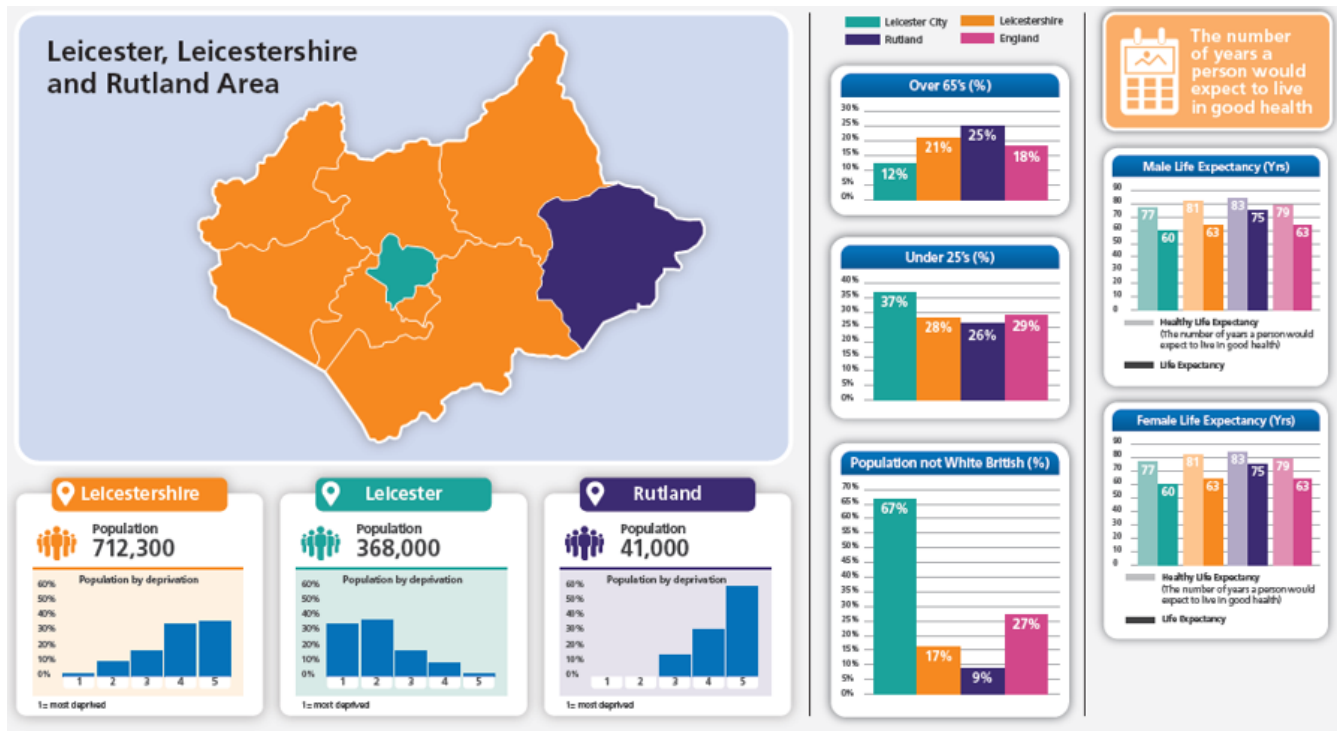 Leicester, Leicestershire
and Rutland Area
Leicestershire
Population
712,300
Population by deprivation
60%
50%
40%
30%
20%
10%
0%
1 2 3 4 5
1= most deprived
Leicester
Population
368,000
Population by deprivation
60%
50%
40%
30%
20%
10%
0%
1 2 3 4 5
1= most deprived
Rutland
Population
41,000
Population by deprivation
60%
50%
40%
30%
20%
10%
0%
1 2 3 4 5
1= most deprived
Leicester City Leicestershire
Rutland England
Over 65's (%)
30%
25%
20%
15%
10%
5%
0%
12% 21% 25% 18%
Under 25's (%)
40%
35%
30%
25%
20%
15%
10%
5%
0%
37% 28% 26% 29%
Population not White British (%)
70%
65%
60%
55%
50%
45%
40%
35%
30%
25%
20%
15%
10%
5%
0%
67% 17% 9% 27%
The number
of years a
person would
expect to live
in good health
Male Life Expectancy (Yrs)
90
80
70
60
50
40
30
20
10
0
77 60 81 63 83 75 79 63
Healthy Life Expectancy
(The number of years a person would
expect to live in good health)
Life Expectancy
Female Life Expectancy (Yrs)
90
80
70
60
50
40
30
20
10
0
77 60 81 63 83 75 79 63
Healthy Life Expectancy
(The number of years a person would
expect to live in good health)
Life Expectancy